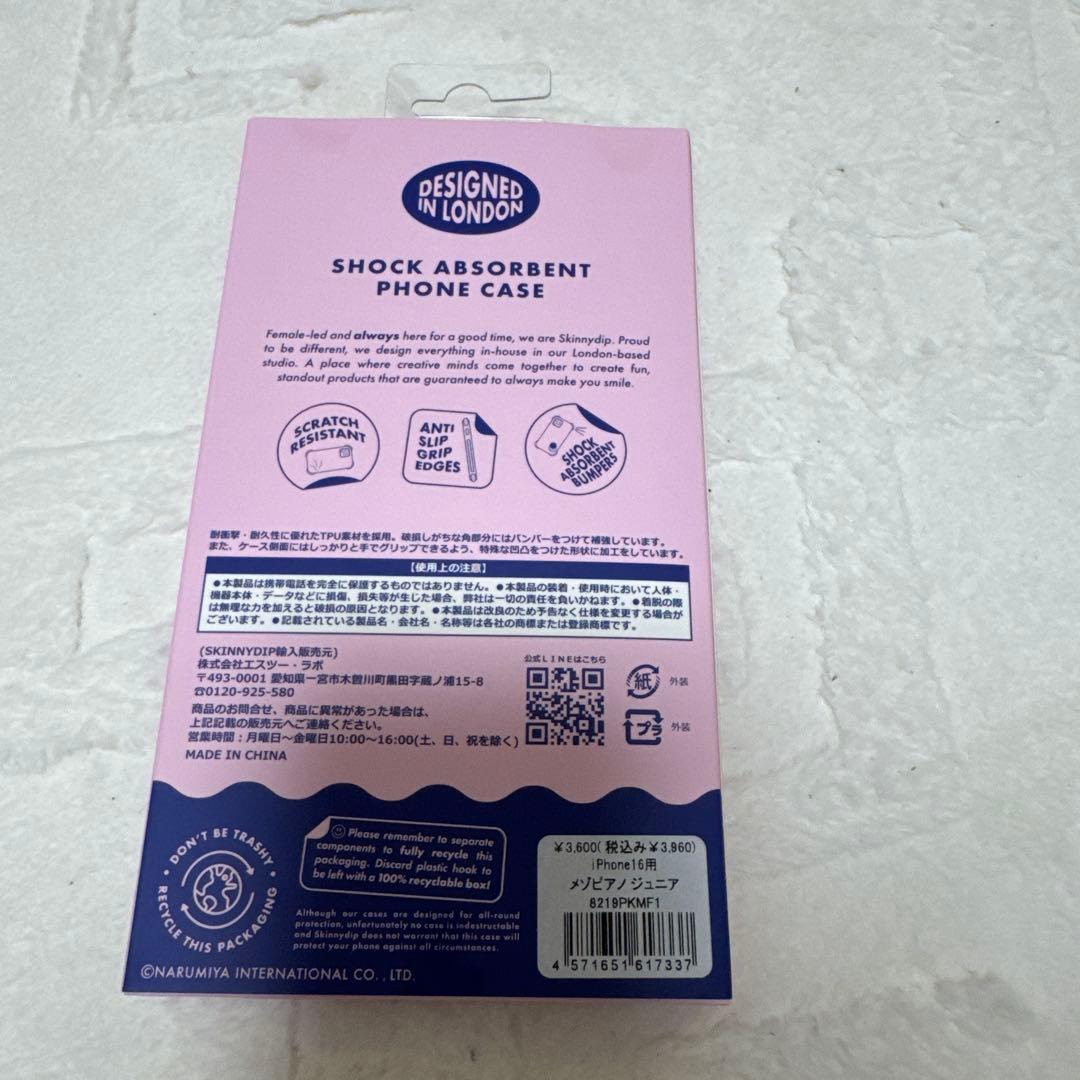 DESIGNED
IN LONDON
SHOCK ABSORBENT
PHONE CASE
Female-led and always here for a good time, we are Skinnydip. Proud
to be different, we design everything in-house in our London-based
studio. A place where creative minds come together to create fun,
standout products that are guaranteed to always make you smile.
SCRATCH
RESISTANT
ANTI
SLIP
GRIP
EDGES
SHOCK
ABSORBENT
BUMPERS
耐衝撃・耐久性に優れたTPU素材を採用。破損しがちな角部分にはバンパーをつけて補強しています。
また、ケース側面にはしっかりと手でグリップできるよう、特殊な凹凸をつけた形状に加工をしています。
【使用上の注意】
●本製品は携帯電話を完全に保護するものではありません。●本製品の装着・使用時において人体・
機器本体・データなどに損傷、損失等が生じた場合、弊社は一切の責任を負いかねます。●着脱の際
は無理な力を加えると破損の原因となります。●本製品は改良のため予告なく仕様を変更する場合が
ございます。●記載されている製品名・会社名・名称等は各社の商標または登録商標です。
(SKINNYDIP輸入販売元)
株式会社エスツー・ラボ
〒493-0001 愛知県一宮市木曽川町黒田字蔵ノ浦15-8
☎0120-925-580
商品のお問合せ、商品に異常があった場合は、
上記記載の販売元へご連絡ください。
営業時間：月曜日～金曜日10:00～16:00(土、日、祝を除く)
MADE IN CHINA
公式LINEはこちら
紙 外装
プラ 外装
DON'T BE TRASHY
RECYCLE THIS PACKAGING
Please remember to separate
components to fully recycle this
packaging. Discard plastic hook to
be left with a 100% recyclable box!
Although our cases are designed for all-round
protection, unfortunately no case is indestructable
and Skinnydip does not warrant that this case will
protect your phone against all circumstances.
©NARUMIYA INTERNATIONAL CO., LTD.
￥3,600(税込み￥3,960)
iPhone16用
メゾピアノジュニア
8219PKMF1
4 571651 617337